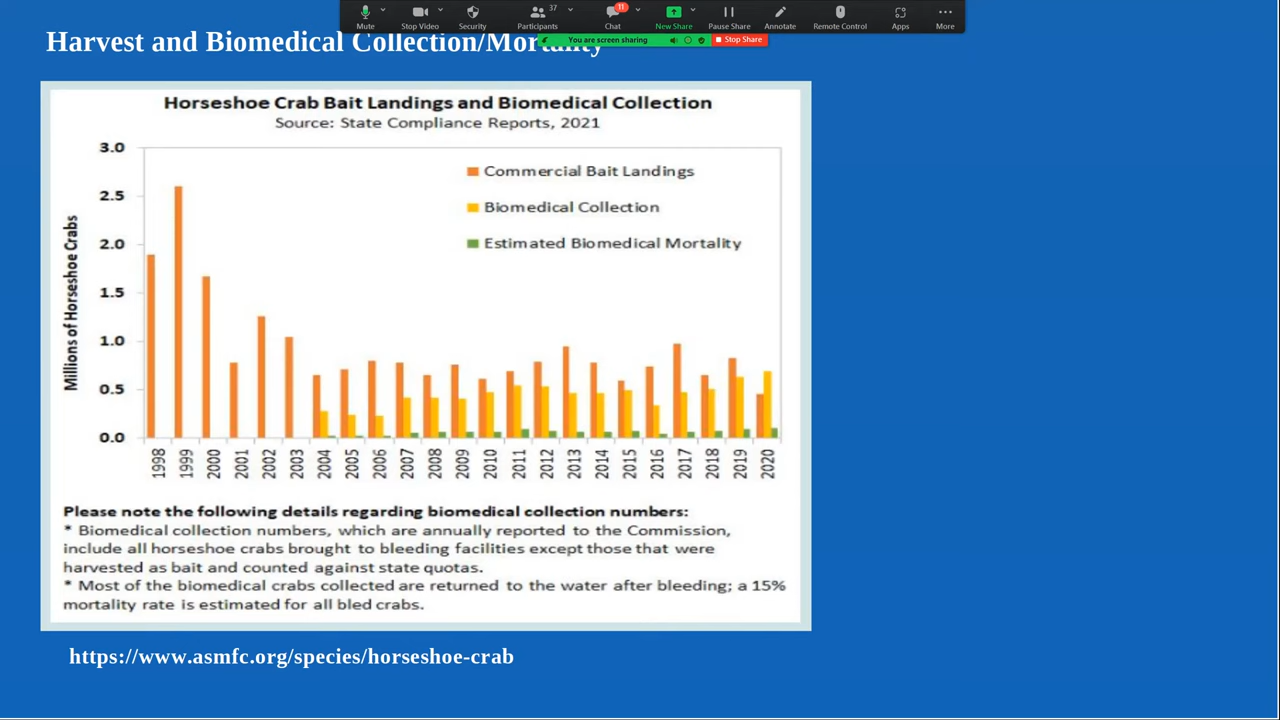 Mute
Stop Video
Security
37
Participants
11
Chat
New Share
Pause Share
Annotate
Remote Control
Apps
More
You are screen sharing
Stop Share
Harvest and Biomedical Collection/Mortality
Horseshoe Crab Bait Landings and Biomedical Collection
Source: State Compliance Reports, 2021
3.0
2.5
2.0
1.5
1.0
0.5
0.0
Millions of Horseshoe Crabs
Commercial Bait Landings
Biomedical Collection
Estimated Biomedical Mortality
1998
1999
2000
2001
2002
2003
2004
2005
2006
2007
2008
2009
2010
2011
2012
2013
2014
2015
2016
2017
2018
2019
2020
Please note the following details regarding biomedical collection numbers:
* Biomedical collection numbers, which are annually reported to the Commission,
include all horseshoe crabs brought to bleeding facilities except those that were
harvested as bait and counted against state quotas.
* Most of the biomedical crabs collected are returned to the water after bleeding; a 15%
mortality rate is estimated for all bled crabs.
https://www.asmfc.org/species/horseshoe-crab